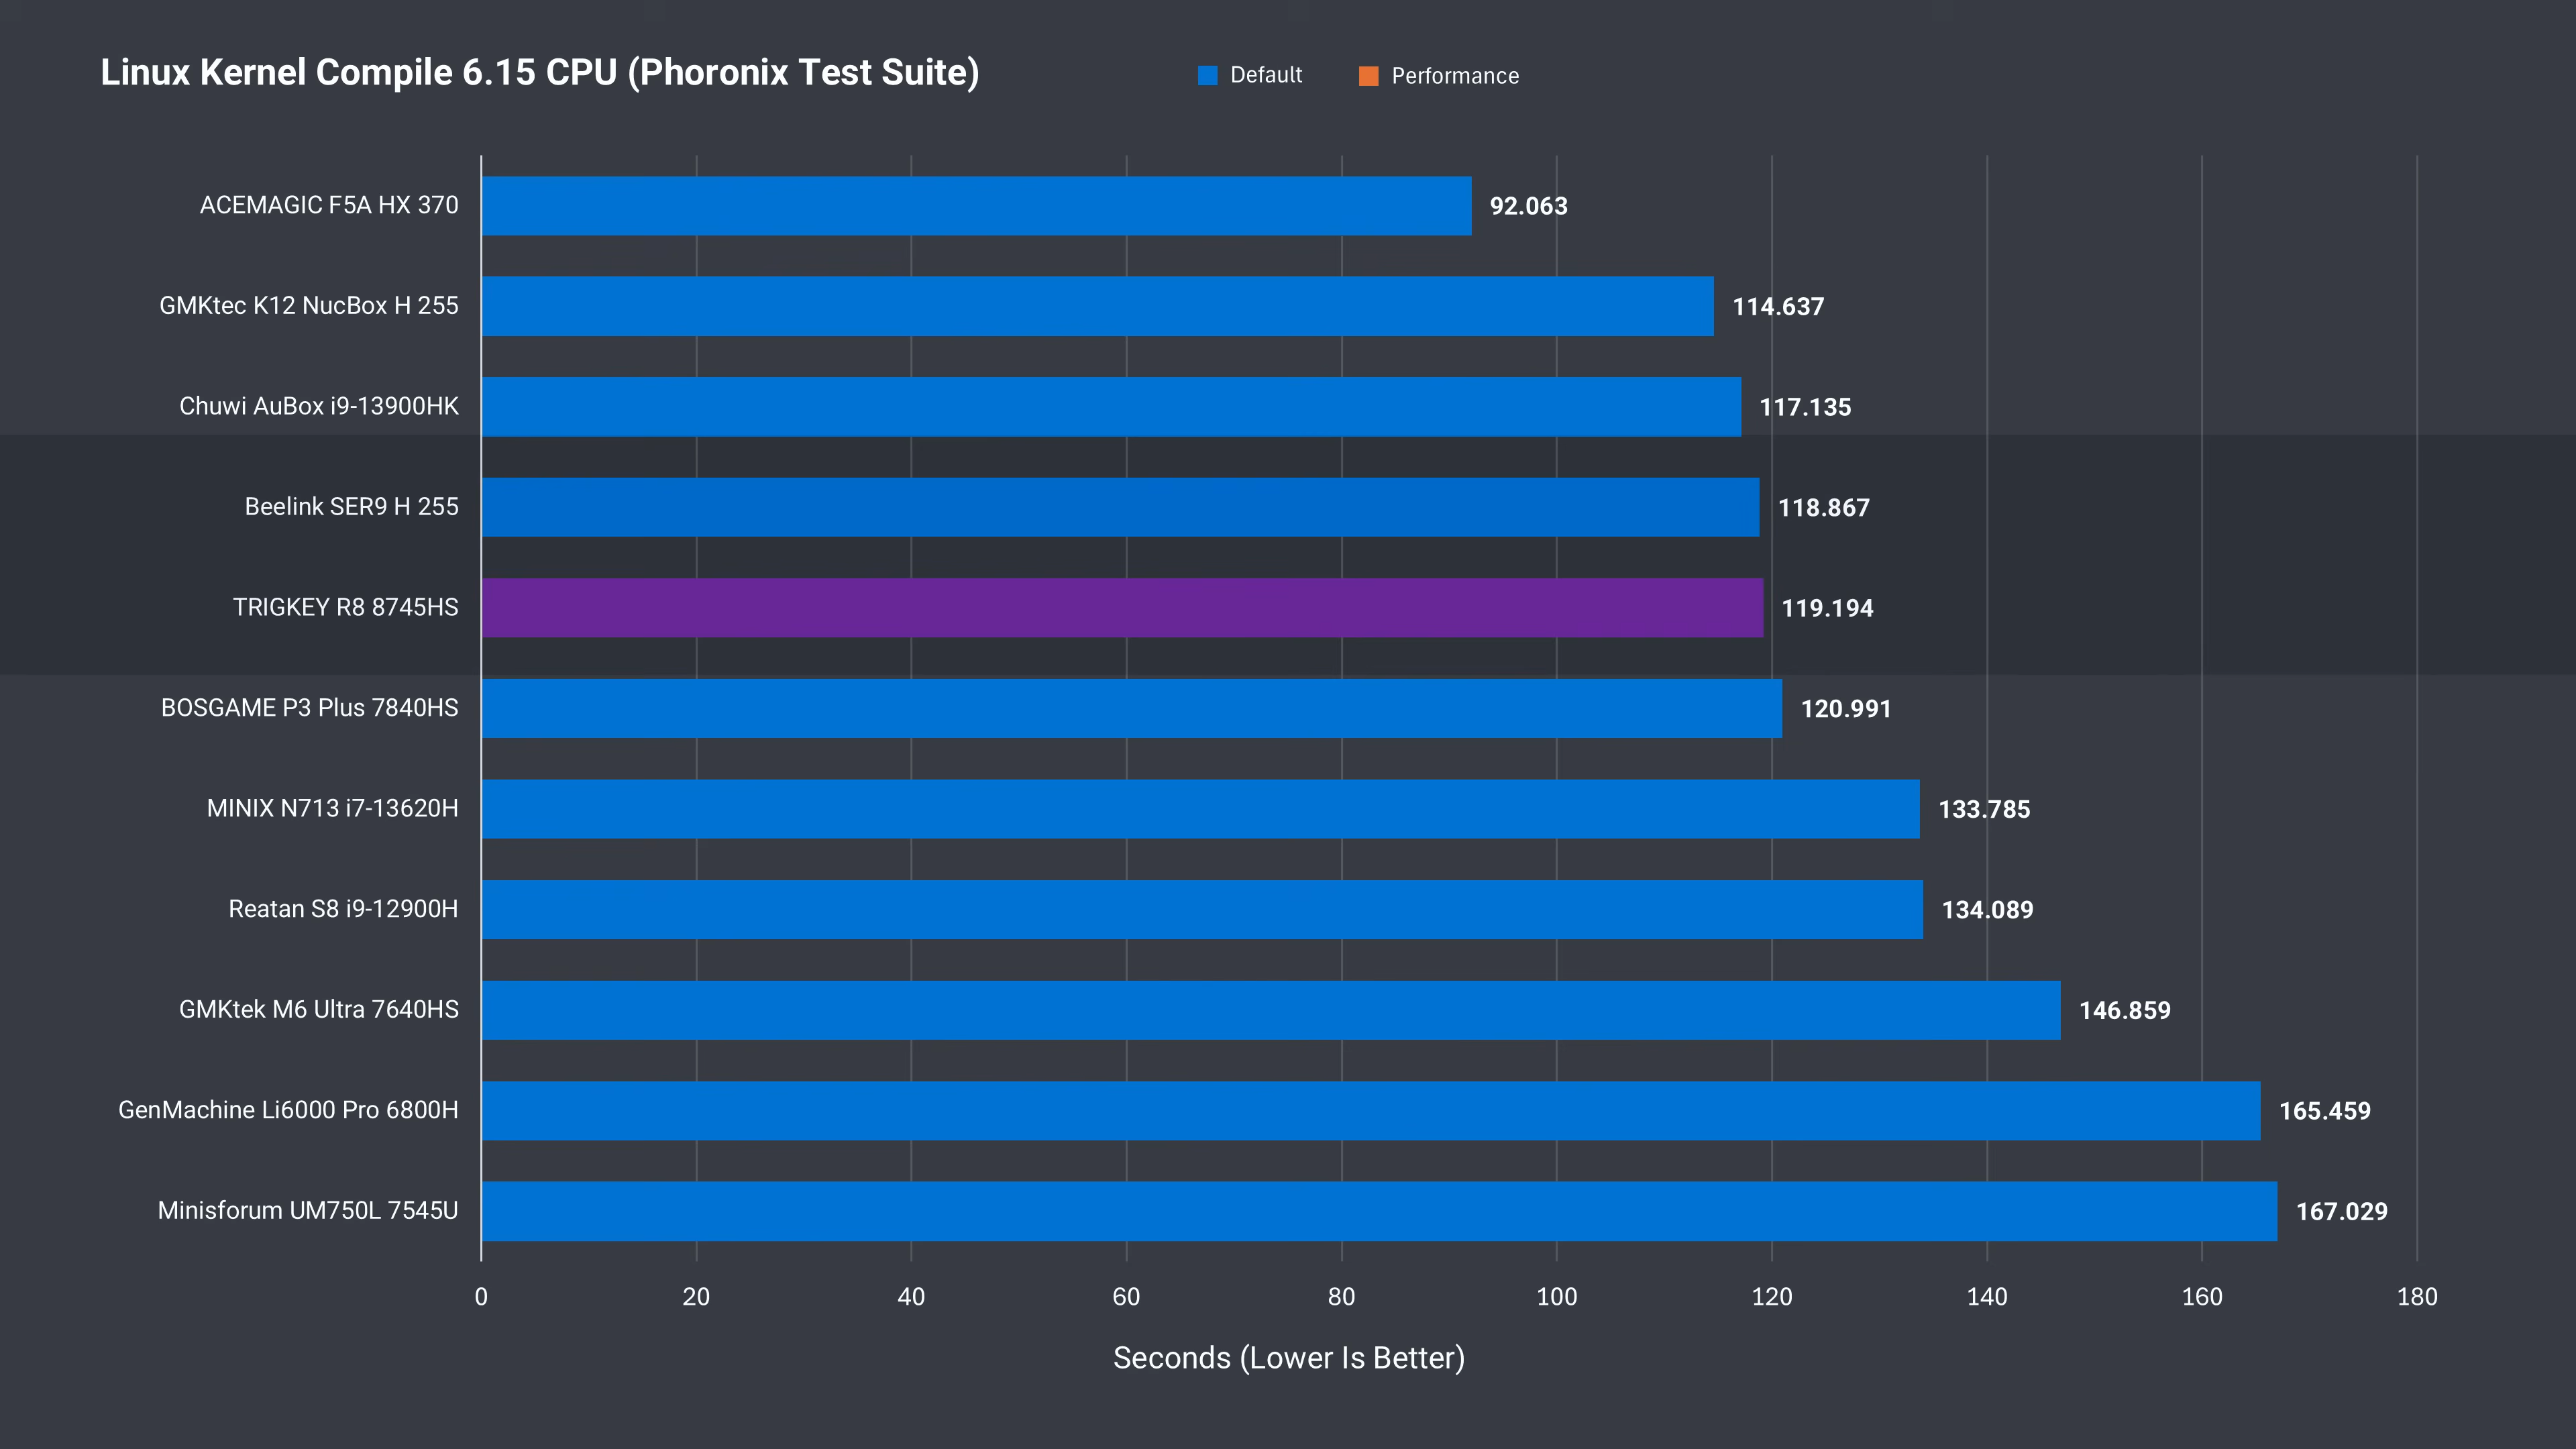 Linux Kernel Compile 6.15 CPU (Phoronix Test Suite)
Default
Performance
ACEMAGIC F5A HX 370 92.063
GMKtec K12 NucBox H 255 114.637
Chuwi AuBox i9-13900HK 117.135
Beelink SER9 H 255 118.867
TRIGKEY R8 8745HS 119.194
BOSGAME P3 Plus 7840HS 120.991
MINIX N713 i7-13620H 133.785
Reatan S8 i9-12900H 134.089
GMKtek M6 Ultra 7640HS 146.859
GenMachine Li6000 Pro 6800H 165.459
Minisforum UM750L 7545U 167.029
0 20 40 60 80 100 120 140 160 180
Seconds (Lower Is Better)